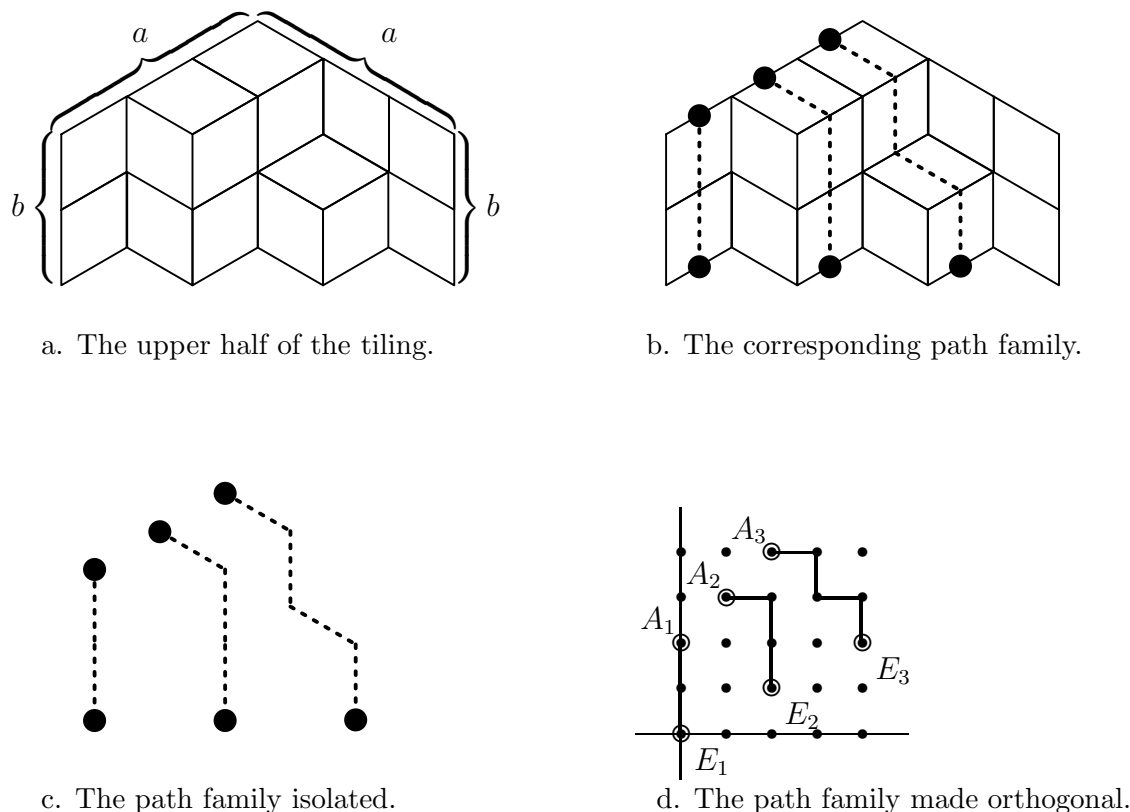 a
a
b
b
a. The upper half of the tiling.
b. The corresponding path family.
A₃
A₂
A₁
E₃
E₂
E₁
c. The path family isolated.
d. The path family made orthogonal.